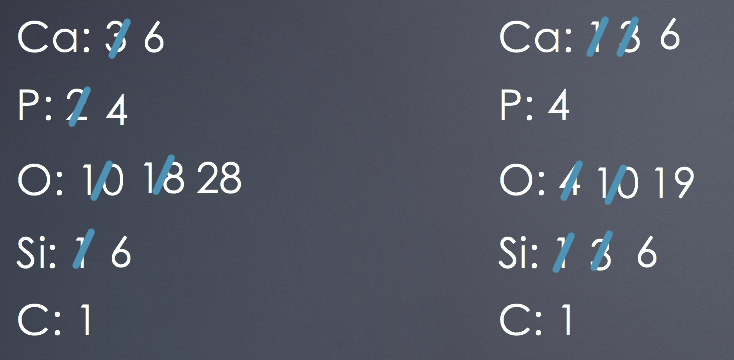 Ca: 3 6
P: 2 4
O: 10 18 28
Si: 1 6
C: 1
Ca: 1 3 6
P: 4
O: 4 10 19
Si: 1 3 6
C: 1